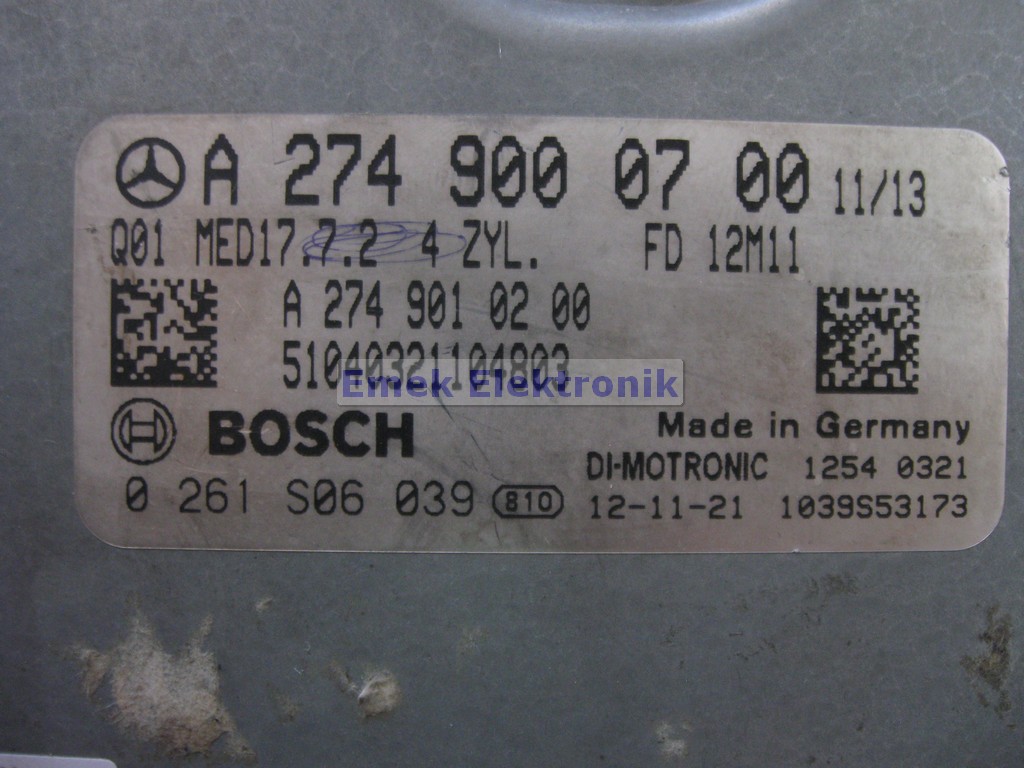 A 274 900 07 00 11/13
Q01 MED17.7.2 4 ZYL. FD 12M11
A 274 901 02 00
51040321104803
Emek Elektronik
BOSCH Made in Germany
DI-MOTRONIC 1254 0321
0 261 S06 039 810 12-11-21 1039S53173